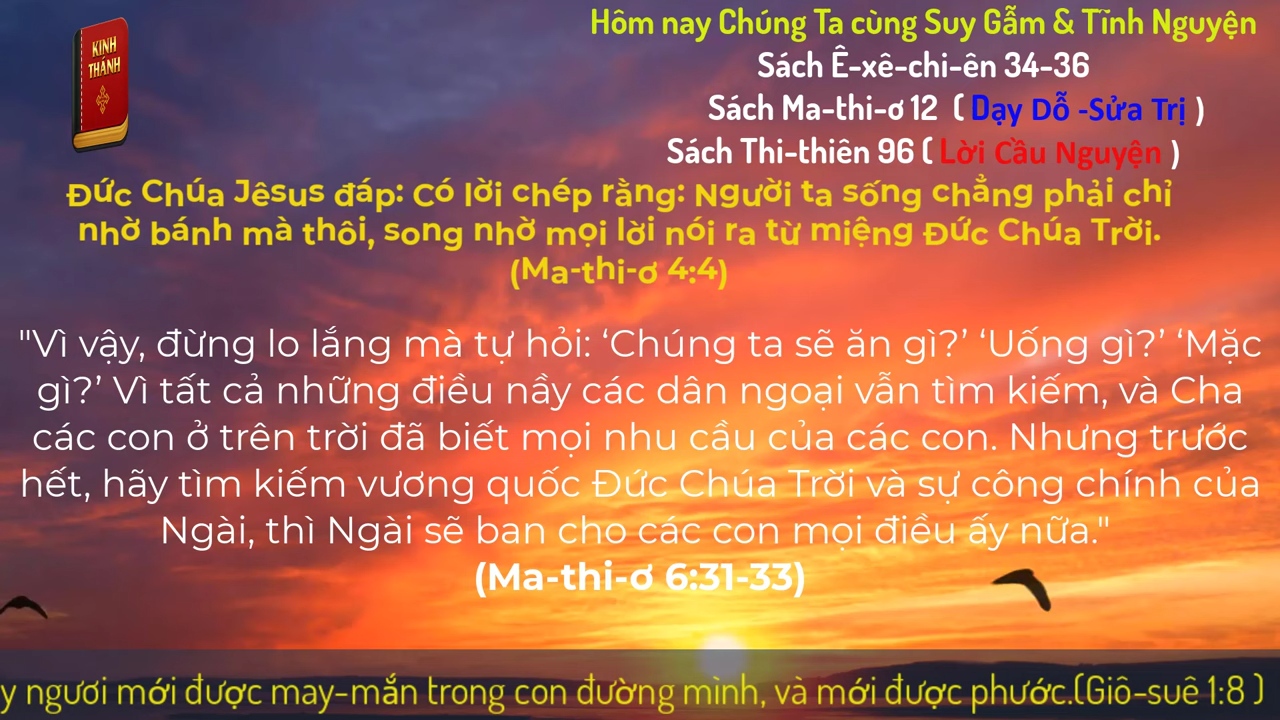 KINH
THÁNH
Hôm nay Chúng Ta cùng Suy Gẫm & Tĩnh Nguyện
Sách Ê-xê-chi-ên 34-36
Sách Ma-thi-ơ 12 ( Dạy Dỗ -Sửa Trị )
Sách Thi-thiên 96 ( Lời Cầu Nguyện )
Đức Chúa Jêsus đáp: Có lời chép rằng: Người ta sống chẳng phải chỉ
nhờ bánh mà thôi, song nhờ mọi lời nói ra từ miệng Đức Chúa Trời.
(Ma-thi-ơ 4:4)
"Vì vậy, đừng lo lắng mà tự hỏi: ‘Chúng ta sẽ ăn gì?’ ‘Uống gì?’ ‘Mặc
gì?’ Vì tất cả những điều nầy các dân ngoại vẫn tìm kiếm, và Cha
các con ở trên trời đã biết mọi nhu cầu của các con. Nhưng trước
hết, hãy tìm kiếm vương quốc Đức Chúa Trời và sự công chính của
Ngài, thì Ngài sẽ ban cho các con mọi điều ấy nữa."
(Ma-thi-ơ 6:31-33)
y ngươi mới được may-mắn trong con đường mình, và mới được phước.(Giô-suê 1:8 )